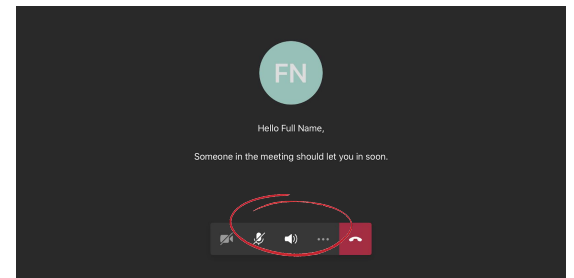 FN
Hello Full Name,
Someone in the meeting should let you in soon.